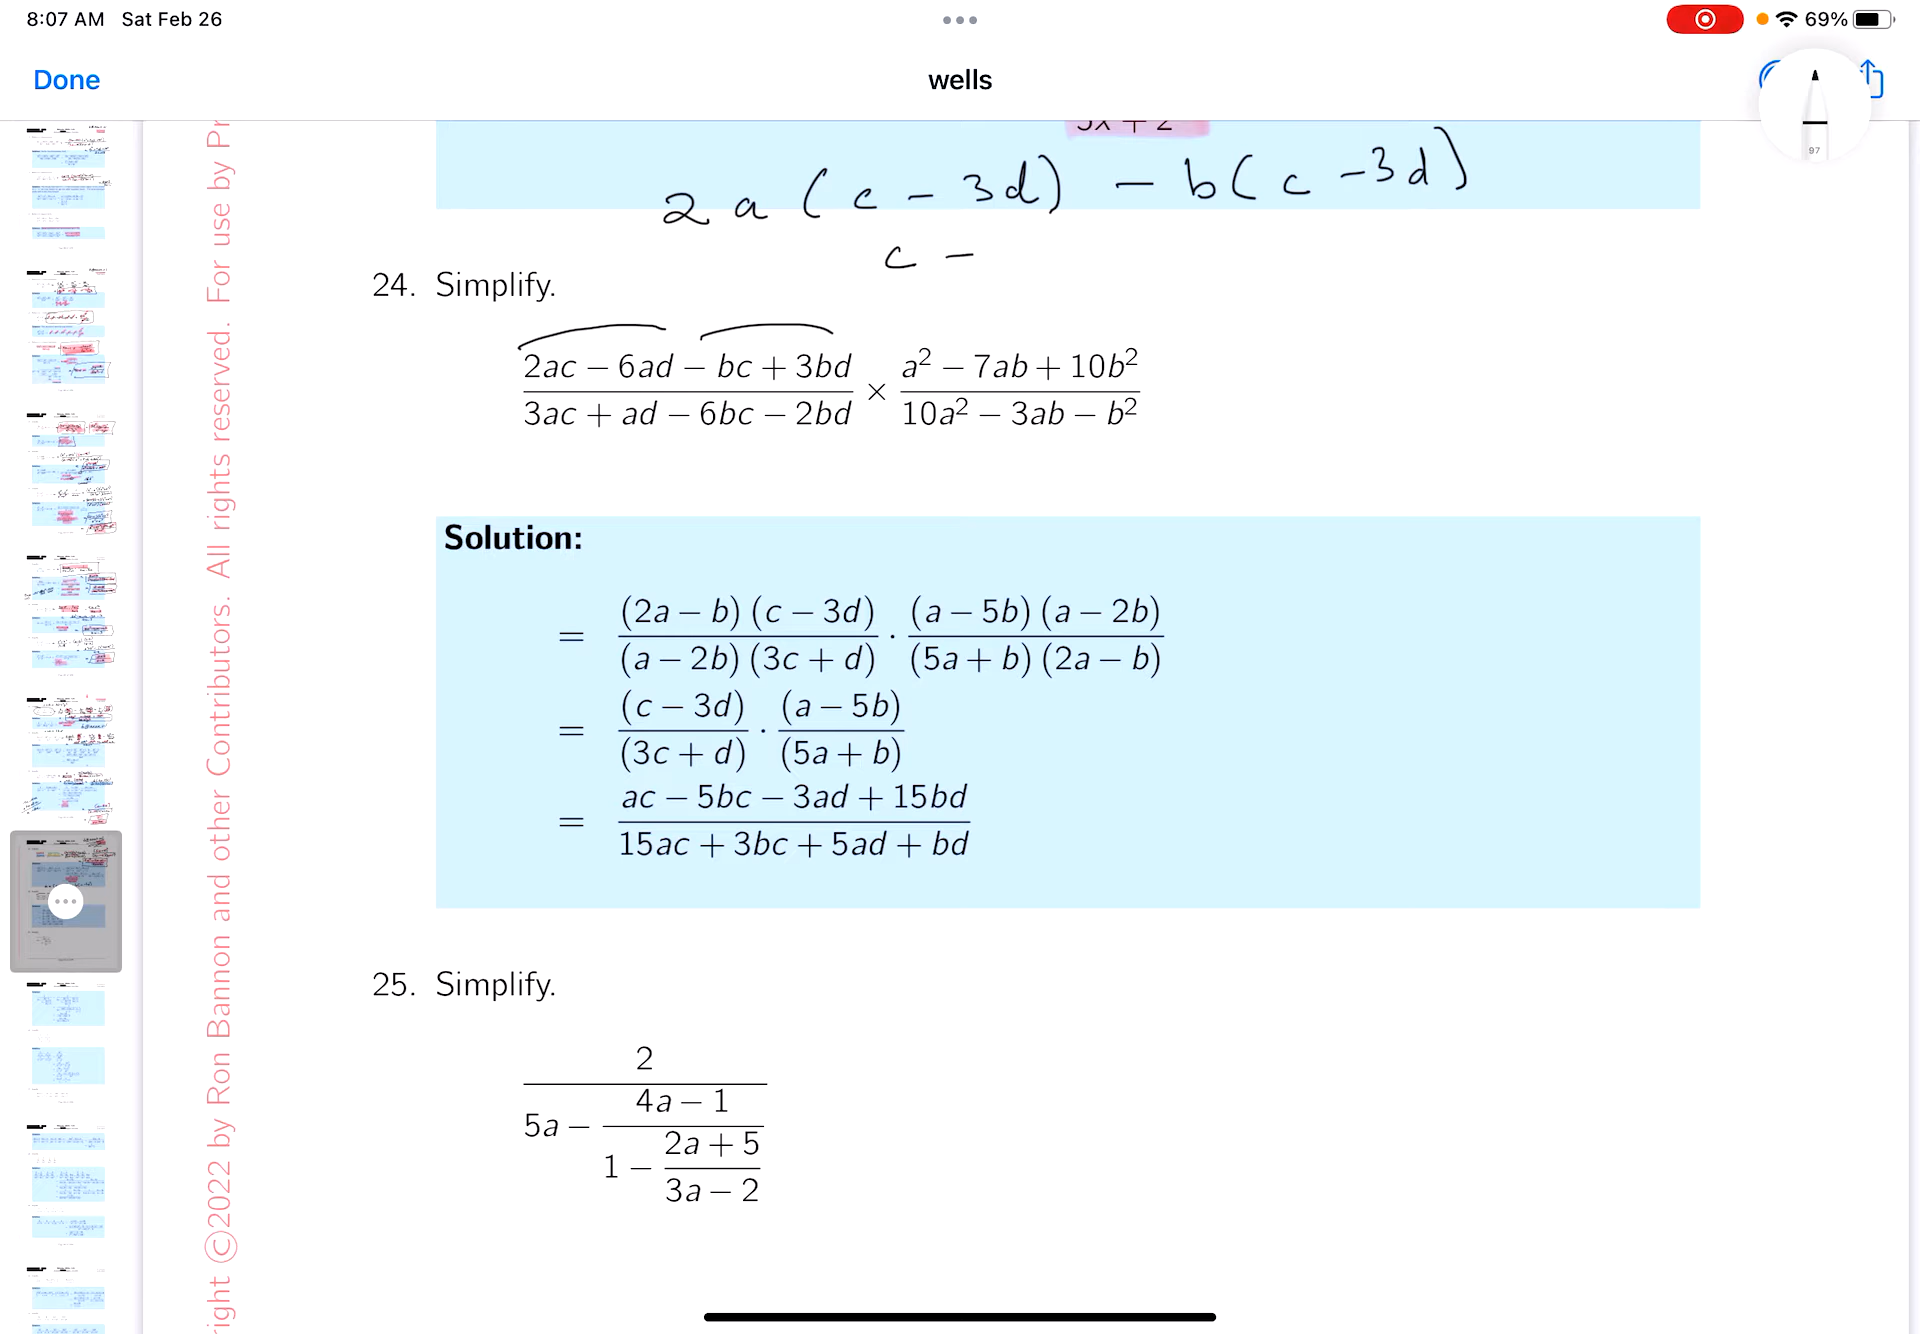 8:07 AM Sat Feb 26
69%
Done
wells
97
5x + 2
2a(c - 3d) - b(c - 3d)
c -
24. Simplify.
2ac − 6ad − bc + 3bd a² − 7ab + 10b²
×
3ac + ad − 6bc − 2bd 10a² − 3ab − b²
Solution:
(2a − b) (c − 3d) (a − 5b) (a − 2b)
= ·
(a − 2b) (3c + d) (5a + b) (2a − b)
(c − 3d) (a − 5b)
= ·
(3c + d) (5a + b)
ac − 5bc − 3ad + 15bd
=
15ac + 3bc + 5ad + bd
25. Simplify.
2
4a − 1
5a −
2a + 5
1 −
3a − 2
right ©2022 by Ron Bannon and other Contributors. All rights reserved. For use by Pr